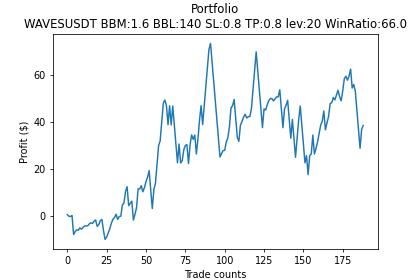 Portfolio
WAVESUSDT BBM:1.6 BBL:140 SL:0.8 TP:0.8 lev:20 WinRatio:66.0
Profit ($)
60
40
20
0
0 25 50 75 100 125 150 175
Trade counts